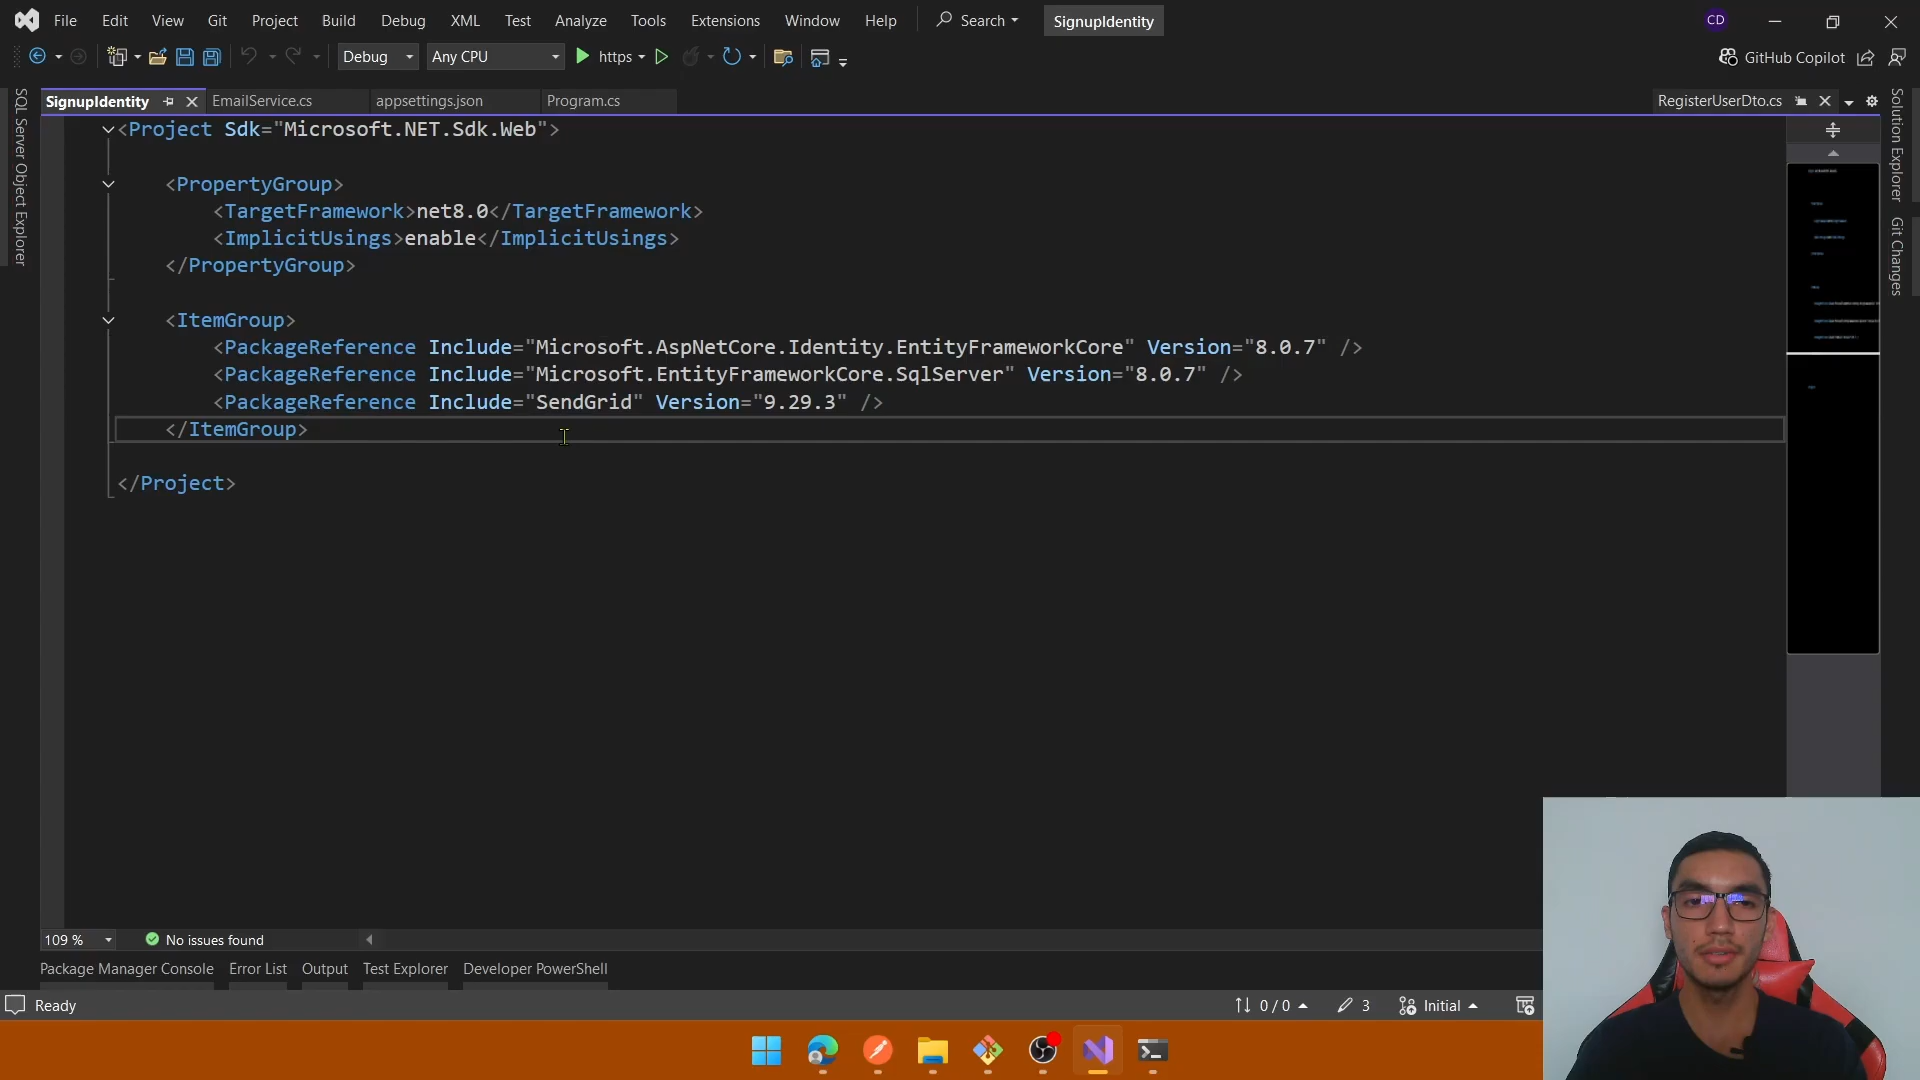 File Edit View Git Project Build Debug XML Test Analyze Tools Extensions Window Help Search SignupIdentity CD
Debug Any CPU https GitHub Copilot
SignupIdentity EmailService.cs appsettings.json Program.cs RegisterUserDto.cs
SQL Server Object Explorer
Solution Explorer
Git Changes
<Project Sdk="Microsoft.NET.Sdk.Web">
<PropertyGroup>
<TargetFramework>net8.0</TargetFramework>
<ImplicitUsings>enable</ImplicitUsings>
</PropertyGroup>
<ItemGroup>
<PackageReference Include="Microsoft.AspNetCore.Identity.EntityFrameworkCore" Version="8.0.7" />
<PackageReference Include="Microsoft.EntityFrameworkCore.SqlServer" Version="8.0.7" />
<PackageReference Include="SendGrid" Version="9.29.3" />
</ItemGroup>
</Project>
109 % No issues found
Package Manager Console Error List Output Test Explorer Developer PowerShell
Ready 0 / 0 3 Initial